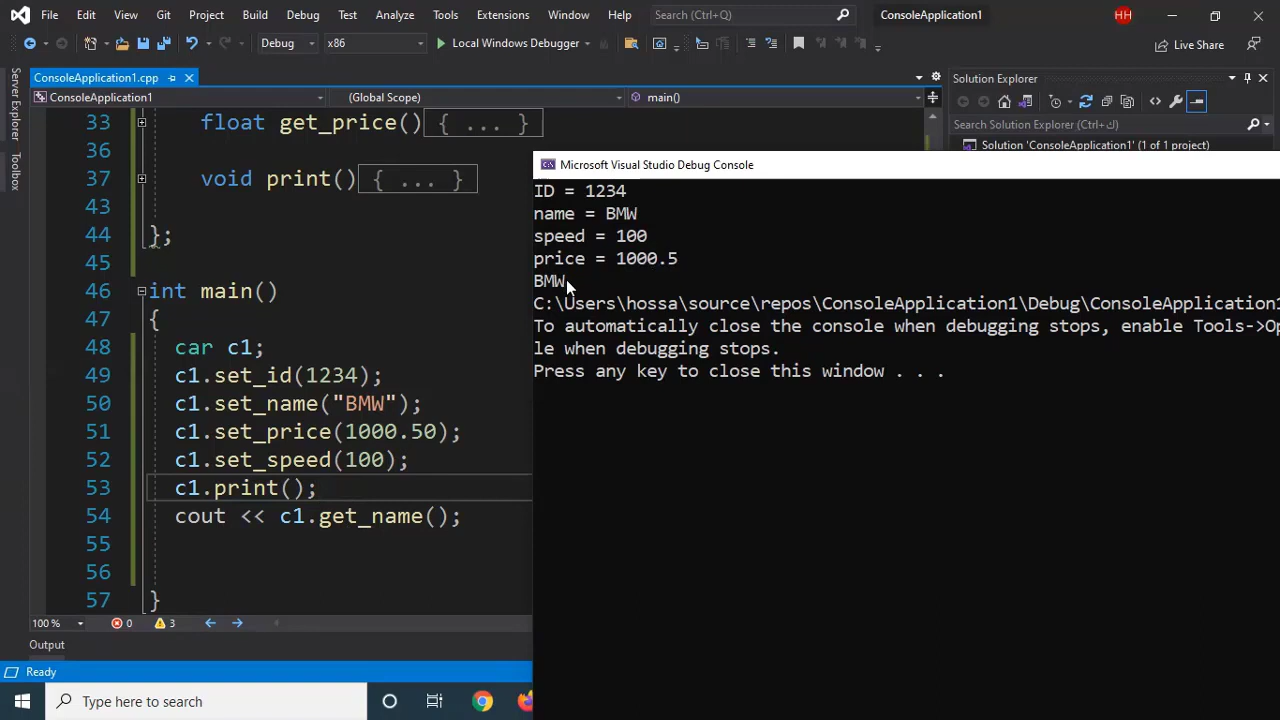 File Edit View Git Project Build Debug Test Analyze Tools Extensions Window Help Search (Ctrl+Q) ConsoleApplication1 HH
Debug x86 Local Windows Debugger Live Share
Server Explorer
Toolbox
ConsoleApplication1.cpp
ConsoleApplication1 (Global Scope) main()
33 float get_price(){ ... }
36
37 void print(){ ... }
43
44 };
45
46 int main()
47 {
48 car c1;
49 c1.set_id(1234);
50 c1.set_name("BMW");
51 c1.set_price(1000.50);
52 c1.set_speed(100);
53 c1.print();
54 cout << c1.get_name();
55
56
57 }
100 % 0 3
Output
Ready
Type here to search
Solution Explorer
Search Solution Explorer (Ctrl+ك)
Solution 'ConsoleApplication1' (1 of 1 project)
Microsoft Visual Studio Debug Console
ID = 1234
name = BMW
speed = 100
price = 1000.5
BMW
C:\Users\hossa\source\repos\ConsoleApplication1\Debug\ConsoleApplication1
To automatically close the console when debugging stops, enable Tools->Op
le when debugging stops.
Press any key to close this window . . .